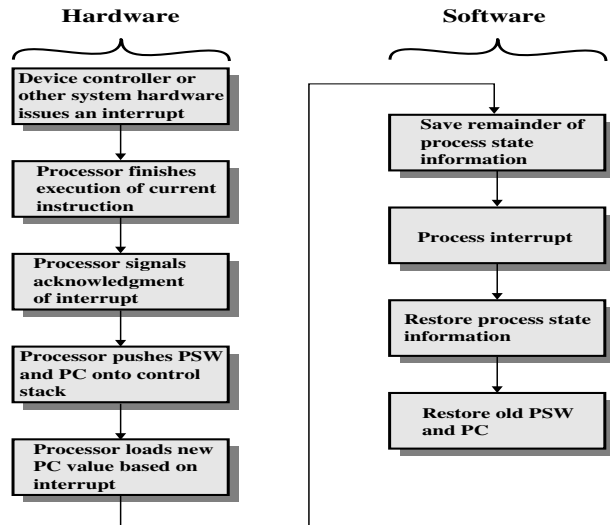 Hardware
Device controller or
other system hardware
issues an interrupt
Processor finishes
execution of current
instruction
Processor signals
acknowledgment
of interrupt
Processor pushes PSW
and PC onto control
stack
Processor loads new
PC value based on
interrupt
Software
Save remainder of
process state
information
Process interrupt
Restore process state
information
Restore old PSW
and PC